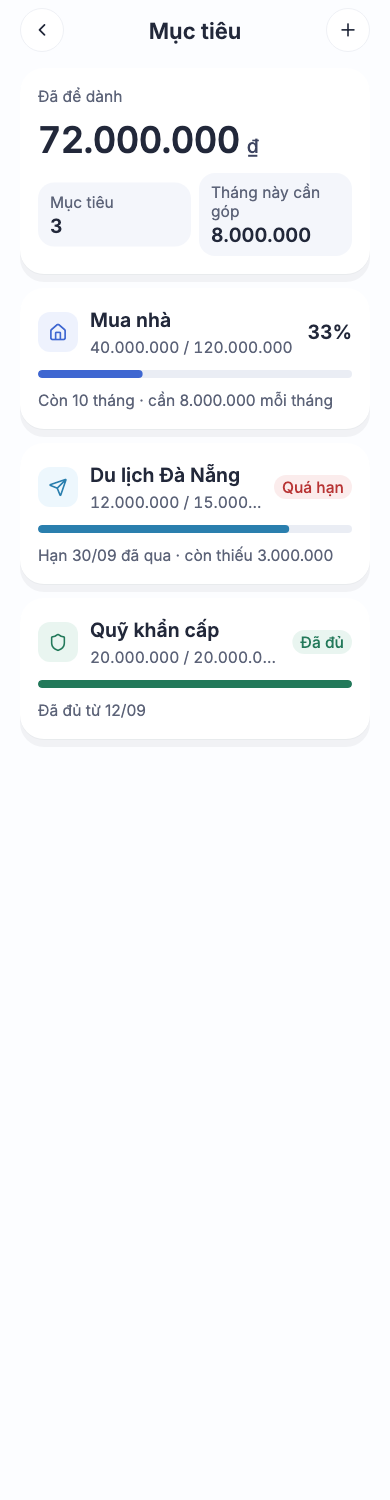 Mục tiêu
Đã để dành
72.000.000 ₫
Mục tiêu
3
Tháng này cần
góp
8.000.000
Mua nhà
40.000.000 / 120.000.000
33%
Còn 10 tháng · cần 8.000.000 mỗi tháng
Du lịch Đà Nẵng
12.000.000 / 15.000...
Quá hạn
Hạn 30/09 đã qua · còn thiếu 3.000.000
Quỹ khẩn cấp
20.000.000 / 20.000.0...
Đã đủ
Đã đủ từ 12/09